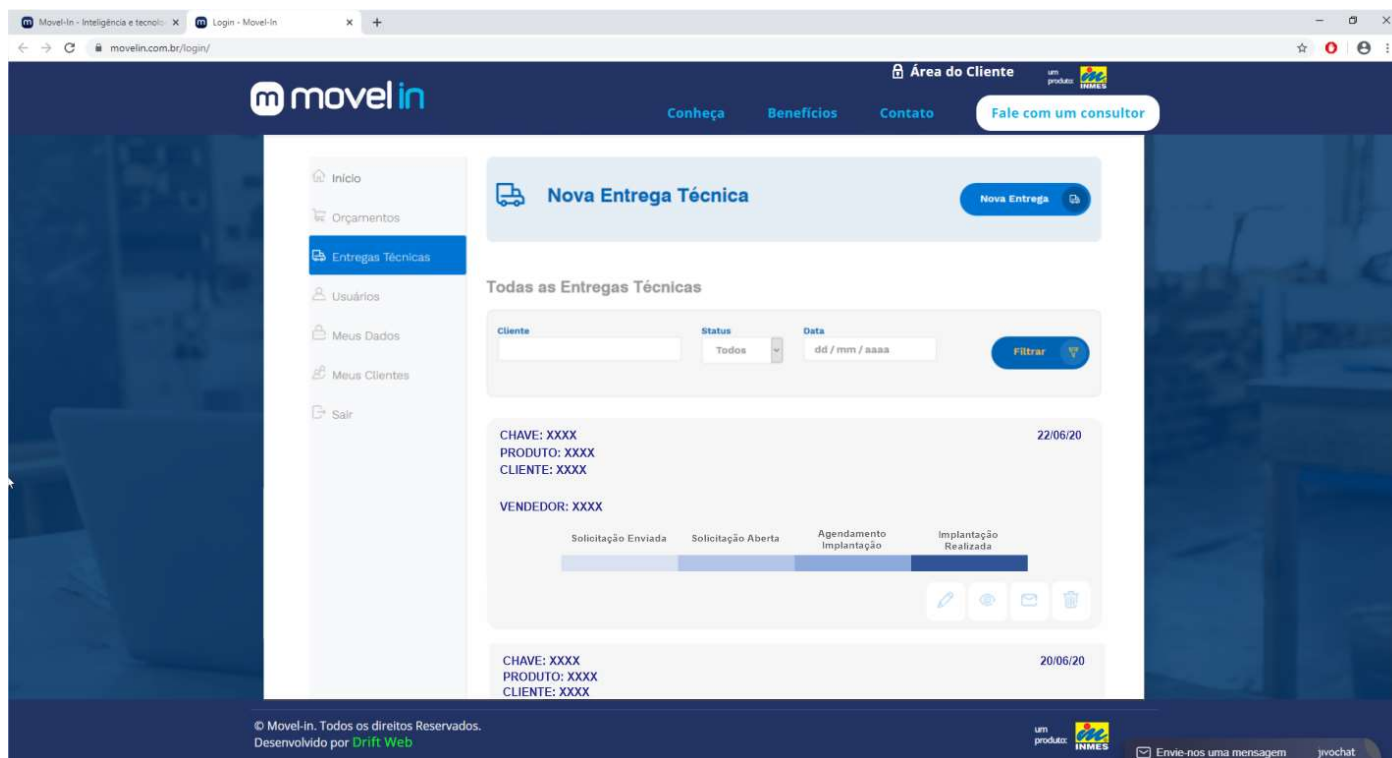 Movel-In - Inteligência e tecnolo
Login - Movel-In
movelin.com.br/login/
m movel in
Área do Cliente
um
produto:
INMES
Conheça
Benefícios
Contato
Fale com um consultor
Início
Orçamentos
Entregas Técnicas
Usuários
Meus Dados
Meus Clientes
Sair
Nova Entrega Técnica
Nova Entrega
Todas as Entregas Técnicas
Cliente
Status
Data
Todos
dd / mm / aaaa
Filtrar
CHAVE: XXXX
22/06/20
PRODUTO: XXXX
CLIENTE: XXXX
VENDEDOR: XXXX
Solicitação Enviada
Solicitação Aberta
Agendamento
Implantação
Implantação
Realizada
CHAVE: XXXX
20/06/20
PRODUTO: XXXX
CLIENTE: XXXX
© Movel-in. Todos os direitos Reservados.
Desenvolvido por Drift Web
um
produto:
INMES
Envie-nos uma mensagem
jivochat